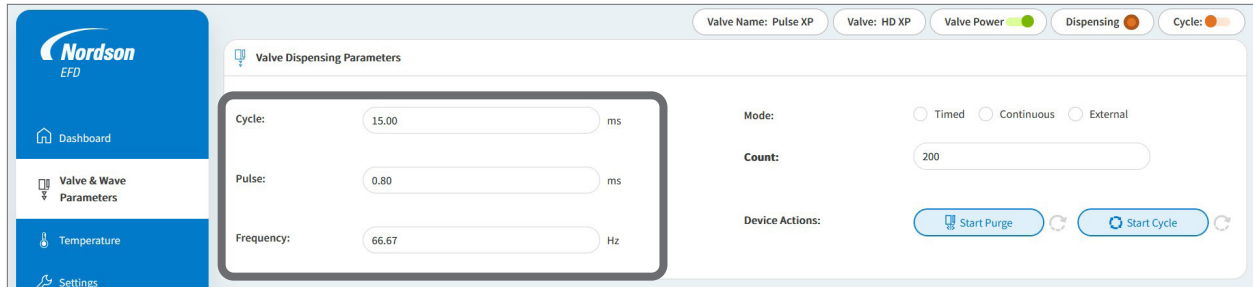 Valve Name: Pulse XP Valve: HD XP Valve Power Dispensing Cycle:
Nordson
EFD
Valve Dispensing Parameters
Dashboard
Valve & Wave
Parameters
Temperature
Settings
Cycle: 15.00 ms
Pulse: 0.80 ms
Frequency: 66.67 Hz
Mode: Timed Continuous External
Count: 200
Device Actions: Start Purge Start Cycle